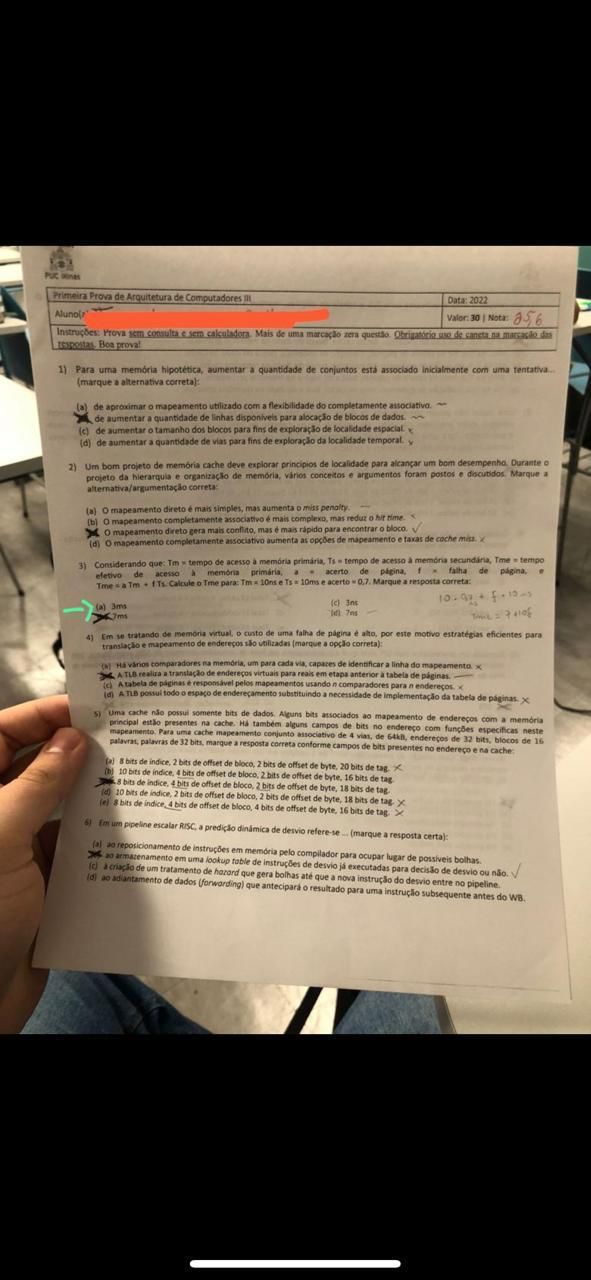 PUC Minas
Primeira Prova de Arquitetura de Computadores III
Data: 2022
Aluno(
Valor: 30 | Nota: 25,6
Instruções: Prova sem consulta e sem calculadora. Mais de uma marcação zera questão. Obrigatório uso de caneta na marcação das
respostas. Boa prova!
1) Para uma memória hipotética, aumentar a quantidade de conjuntos está associado inicialmente com uma tentativa...
(marque a alternativa correta):
(a) de aproximar o mapeamento utilizado com a flexibilidade do completamente associativo.
de aumentar a quantidade de linhas disponíveis para alocação de blocos de dados.
(c) de aumentar o tamanho dos blocos para fins de exploração de localidade espacial.
(d) de aumentar a quantidade de vias para fins de exploração da localidade temporal.
2) Um bom projeto de memória cache deve explorar princípios de localidade para alcançar um bom desempenho. Durante o
projeto da hierarquia e organização de memória, vários conceitos e argumentos foram postos e discutidos. Marque a
alternativa/argumentação correta:
(a) O mapeamento direto é mais simples, mas aumenta o miss penalty.
(b) O mapeamento completamente associativo é mais complexo, mas reduz o hit time.
O mapeamento direto gera mais conflito, mas é mais rápido para encontrar o bloco.
(d) O mapeamento completamente associativo aumenta as opções de mapeamento e taxas de cache miss.
3) Considerando que: Tm = tempo de acesso à memória primária, Ts = tempo de acesso à memória secundária, Tme = tempo
efetivo de acesso à memória primária, a = acerto de página, f = falha de página, e
Tme = a Tm + f Ts. Calcule o Tme para: Tm = 10ns e Ts = 10ms e acerto = 0,7. Marque a resposta correta:
(a) 3ms
(c) 3ns
7ms
(d) 7ns
4) Em se tratando de memória virtual, o custo de uma falha de página é alto, por este motivo estratégias eficientes para
translação e mapeamento de endereços são utilizadas (marque a opção correta):
(a) Há vários comparadores na memória, um para cada via, capazes de identificar a linha do mapeamento.
A TLB realiza a translação de endereços virtuais para reais em etapa anterior à tabela de páginas.
(c) A tabela de páginas é responsável pelos mapeamentos usando n comparadores para n endereços.
(d) A TLB possui todo o espaço de endereçamento substituindo a necessidade de implementação da tabela de páginas.
5) Uma cache não possui somente bits de dados. Alguns bits associados ao mapeamento de endereços com a memória
principal estão presentes na cache. Há também alguns campos de bits no endereço com funções específicas neste
mapeamento. Para uma cache mapeamento conjunto associativo de 4 vias, de 64kB, endereços de 32 bits, blocos de 16
palavras, palavras de 32 bits, marque a resposta correta conforme campos de bits presentes no endereço e na cache:
(a) 8 bits de índice, 2 bits de offset de bloco, 2 bits de offset de byte, 20 bits de tag.
(b) 10 bits de índice, 4 bits de offset de bloco, 2 bits de offset de byte, 16 bits de tag.
8 bits de índice, 4 bits de offset de bloco, 2 bits de offset de byte, 18 bits de tag.
(d) 10 bits de índice, 2 bits de offset de bloco, 2 bits de offset de byte, 18 bits de tag.
(e) 8 bits de índice, 4 bits de offset de bloco, 4 bits de offset de byte, 16 bits de tag.
6) Em um pipeline escalar RISC, a predição dinâmica de desvio refere-se ... (marque a resposta certa):
(a) ao reposicionamento de instruções em memória pelo compilador para ocupar lugar de possíveis bolhas.
ao armazenamento em uma lookup table de instruções de desvio já executadas para decisão de desvio ou não.
(c) à criação de um tratamento de hazard que gera bolhas até que a nova instrução do desvio entre no pipeline.
(d) ao adiantamento de dados (forwarding) que antecipará o resultado para uma instrução subsequente antes do WB.